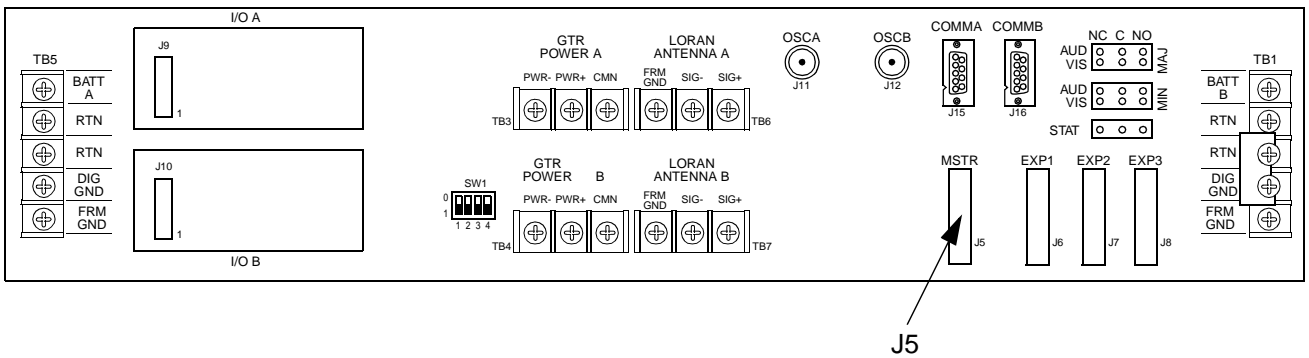 I/O A
J9
1
TB5
BATT
A
RTN
RTN
DIG
GND
FRM
GND
J10
1
I/O B
GTR
POWER A
PWR- PWR+ CMN
TB3
LORAN
ANTENNA A
FRM
GND
SIG- SIG+
TB6
SW1
0
1
1 2 3 4
GTR
POWER B
PWR- PWR+ CMN
TB4
LORAN
ANTENNA B
FRM
GND
SIG- SIG+
TB7
OSCA
J11
OSCB
J12
COMMA
J15
COMMB
J16
NC C NO
AUD
VIS
MAJ
AUD
VIS
MIN
STAT
MSTR
J5
EXP1
J6
EXP2
J7
EXP3
J8
TB1
BATT
B
RTN
RTN
DIG
GND
FRM
GND
J5